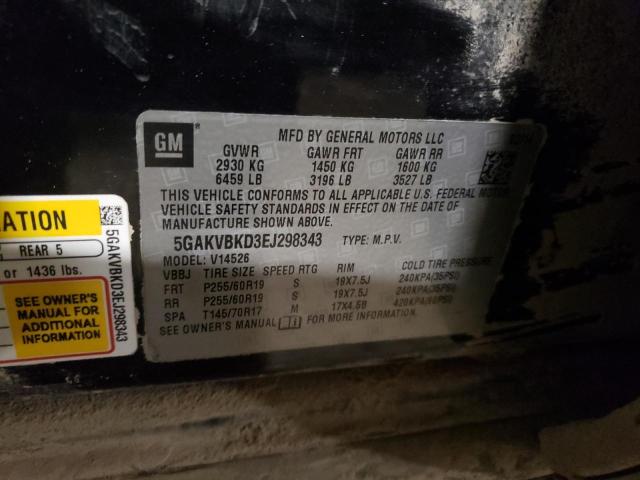 GM
MFD BY GENERAL MOTORS LLC
GVWR GAWR FRT GAWR RR
2930 KG 1450 KG 1600 KG
6459 LB 3196 LB 3527 LB
THIS VEHICLE CONFORMS TO ALL APPLICABLE U.S. FEDERAL MOTOR
VEHICLE SAFETY STANDARDS IN EFFECT ON THE DATE OF
MANUFACTURE SHOWN ABOVE.
5GAKVBKD3EJ298343 TYPE: M.P.V.
MODEL: V14526
VBBJ TIRE SIZE SPEED RTG RIM COLD TIRE PRESSURE
FRT P255/60R19 S 19X7.5J 240KPA(35PSI)
RR P255/60R19 S 19X7.5J 240KPA(35PSI)
SPA T145/70R17 M 17X4.5B 420KPA(60PSI)
SEE OWNER'S MANUAL FOR MORE INFORMATION.
MATION
REAR 5
or 1436 lbs.
SEE OWNER'S
MANUAL FOR
ADDITIONAL
INFORMATION
5GAKVBKD3EJ298343